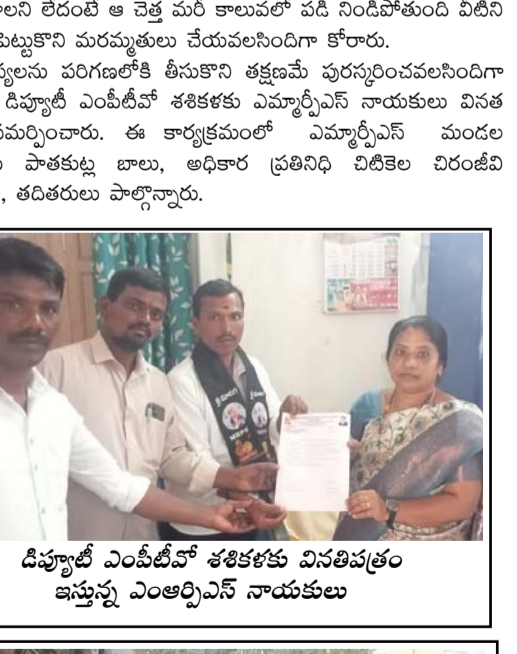 లని లేదంటే ఆ చెత్త మరీ కాలువలో పడి నిండిపోతుంది వీటిని
పెట్టుకొని మరమ్మతులు చేయవలసిందిగా కోరారు.
స్యలను పరిగణలోకి తీసుకొని తక్షణమే పురస్కరించవలసిందిగా
డిప్యూటీ ఎంపీటీవో శశికళకు ఎమ్మార్పీఎస్ నాయకులు వినత
సమర్పించారు. ఈ కార్యక్రమంలో ఎమ్మార్పీఎస్ మండల
పాతకుట్ల బాలు, అధికార ప్రతినిధి చిటికెల చిరంజీవి
, తదితరులు పాల్గొన్నారు.
డిప్యూటీ ఎంపీటీవో శశికళకు వినతిపత్రం
ఇస్తున్న ఎంఆర్పిఎస్ నాయకులు